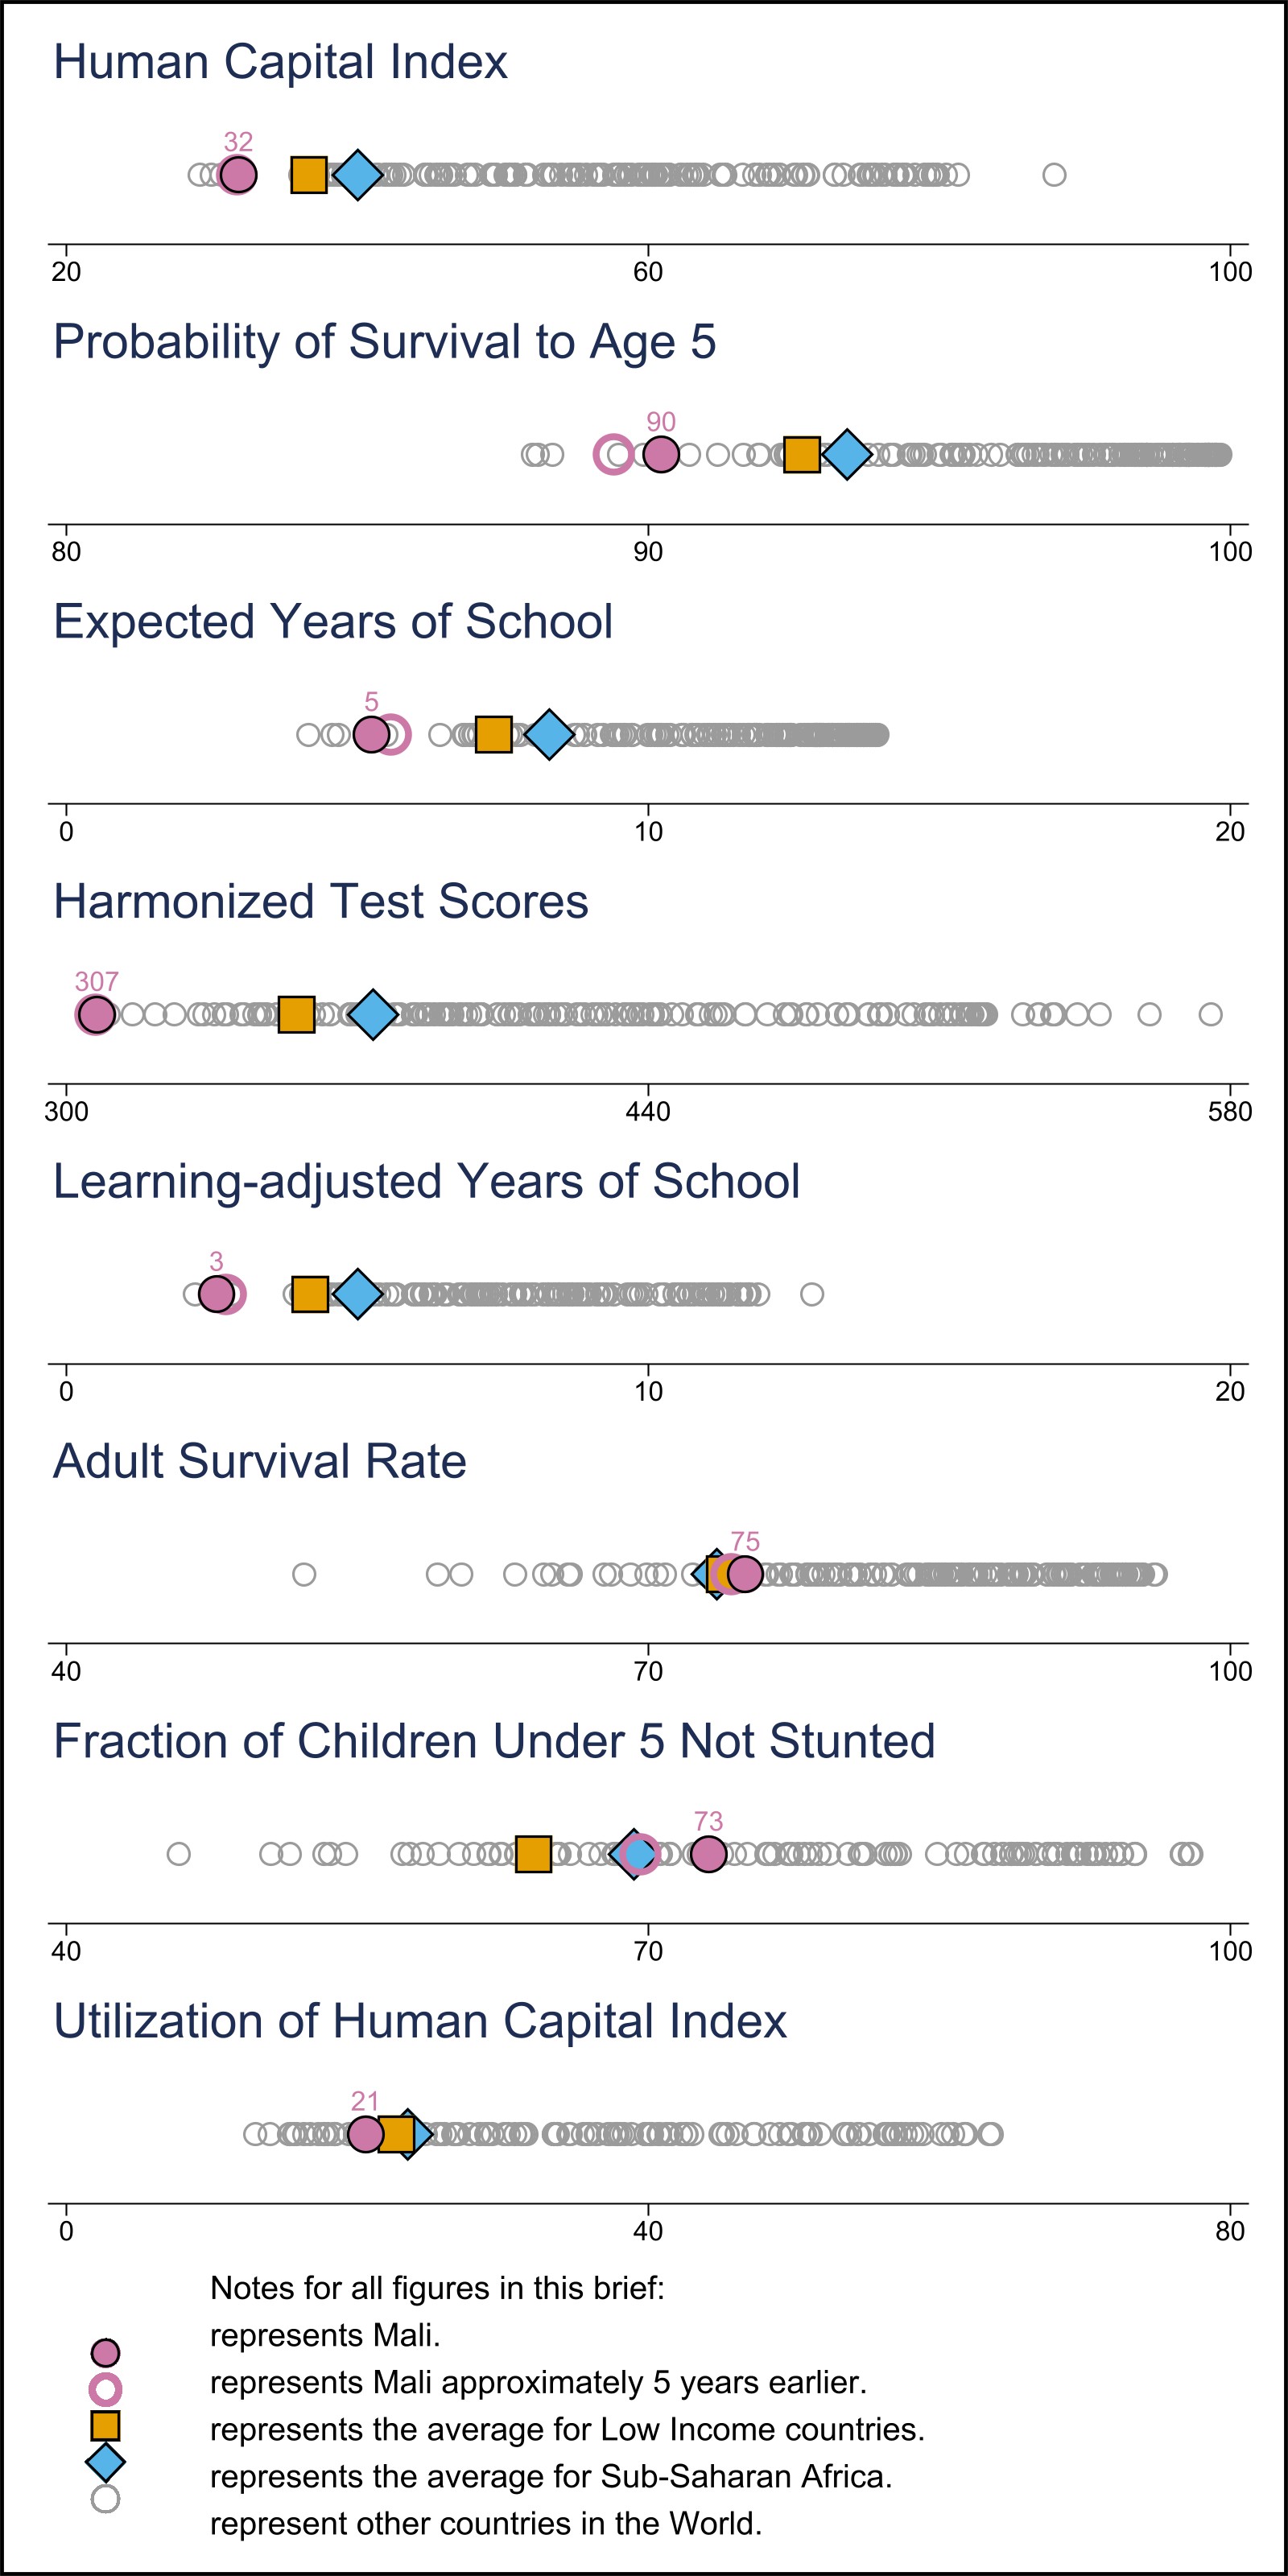 Human Capital Index
32
20 60 100
Probability of Survival to Age 5
90
80 90 100
Expected Years of School
5
0 10 20
Harmonized Test Scores
307
300 440 580
Learning-adjusted Years of School
3
0 10 20
Adult Survival Rate
75
40 70 100
Fraction of Children Under 5 Not Stunted
73
40 70 100
Utilization of Human Capital Index
21
0 40 80
Notes for all figures in this brief:
represents Mali.
represents Mali approximately 5 years earlier.
represents the average for Low Income countries.
represents the average for Sub-Saharan Africa.
represent other countries in the World.